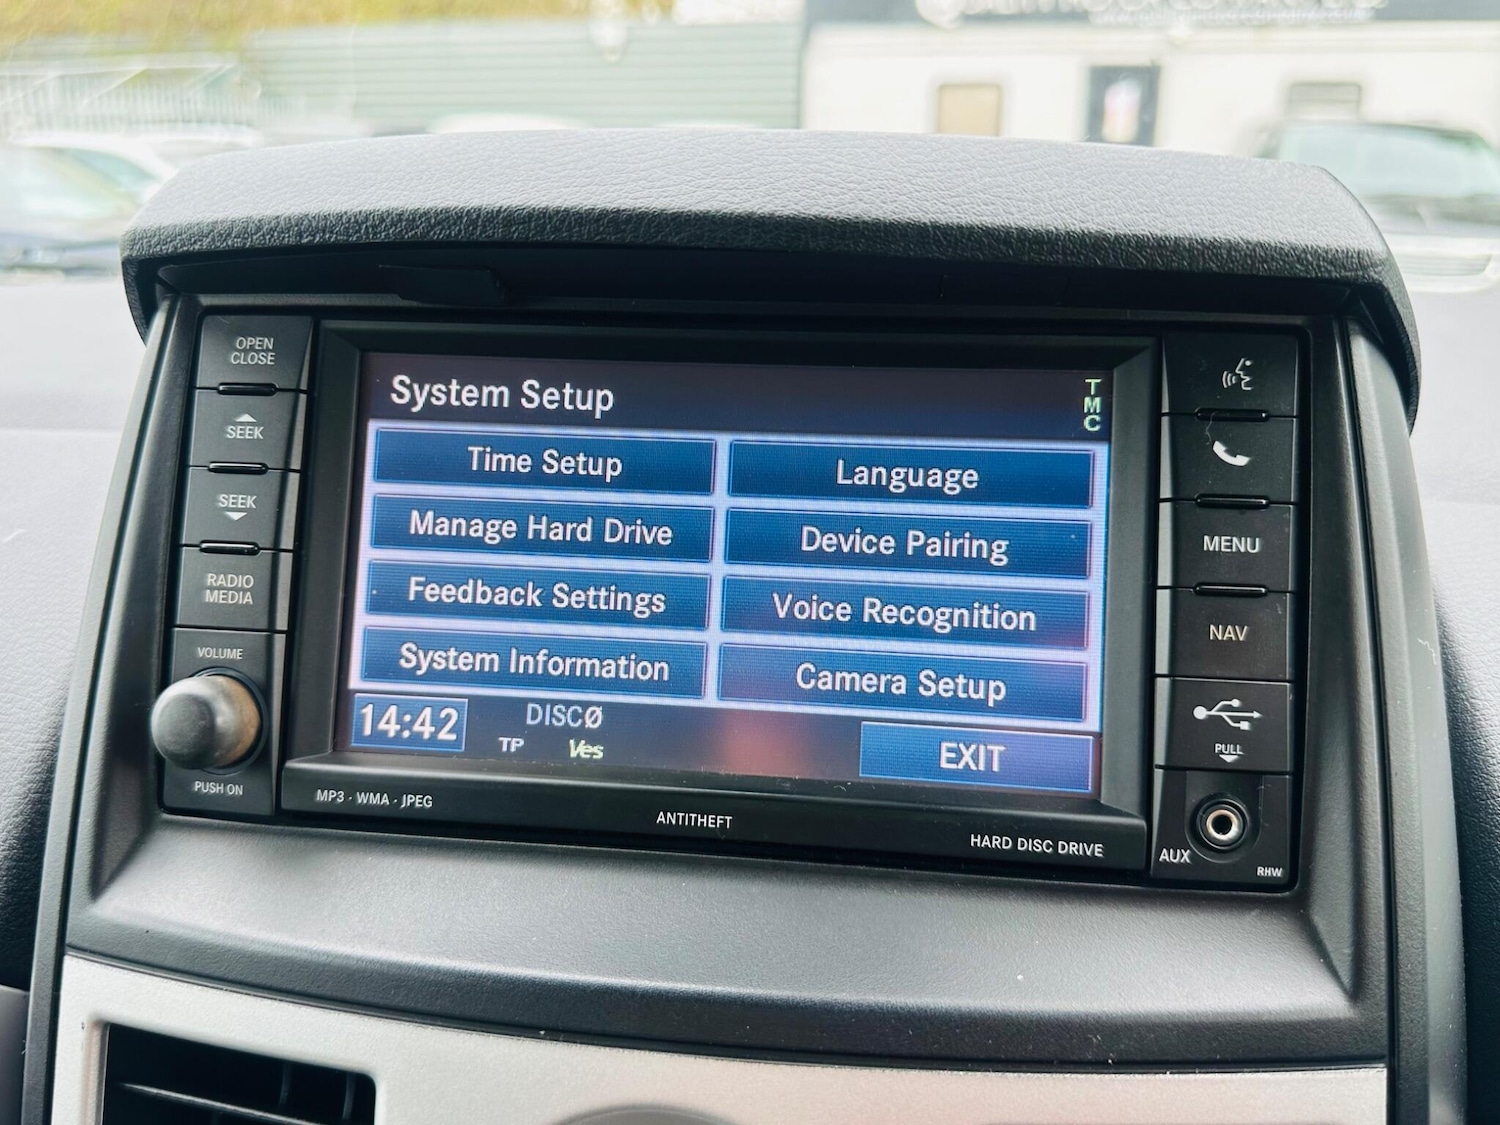 OPEN
CLOSE
SEEK
SEEK
RADIO
MEDIA
VOLUME
PUSH ON
System Setup
TMC
Time Setup
Language
Manage Hard Drive
Device Pairing
Feedback Settings
Voice Recognition
System Information
Camera Setup
14:42
DISCØ
TP
Ves
EXIT
MP3 · WMA · JPEG
ANTITHEFT
HARD DISC DRIVE
MENU
NAV
PULL
AUX
RHW